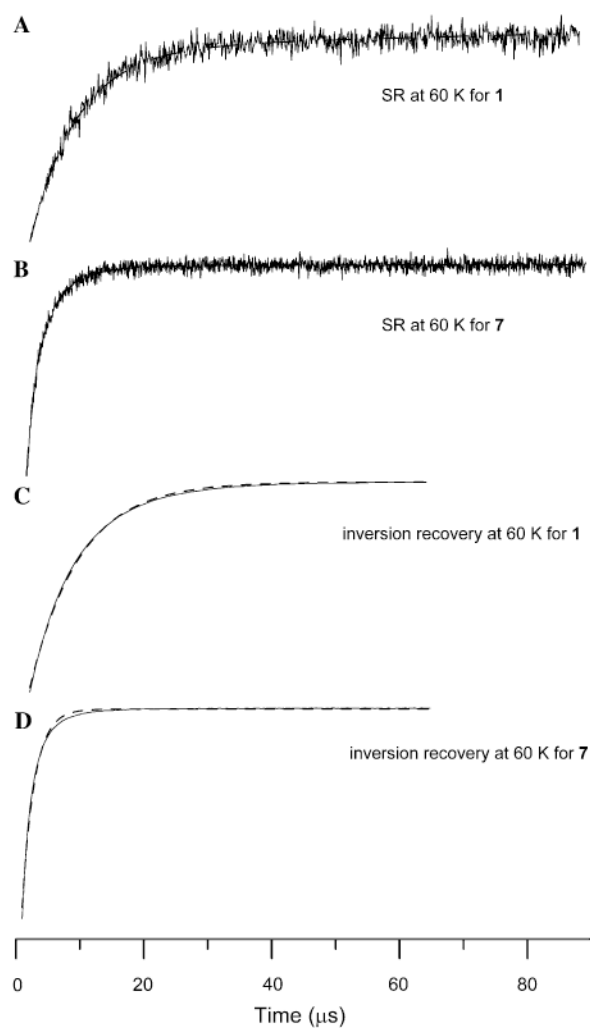 A
SR at 60 K for 1
B
SR at 60 K for 7
C
inversion recovery at 60 K for 1
D
inversion recovery at 60 K for 7
0 20 40 60 80
Time (μs)